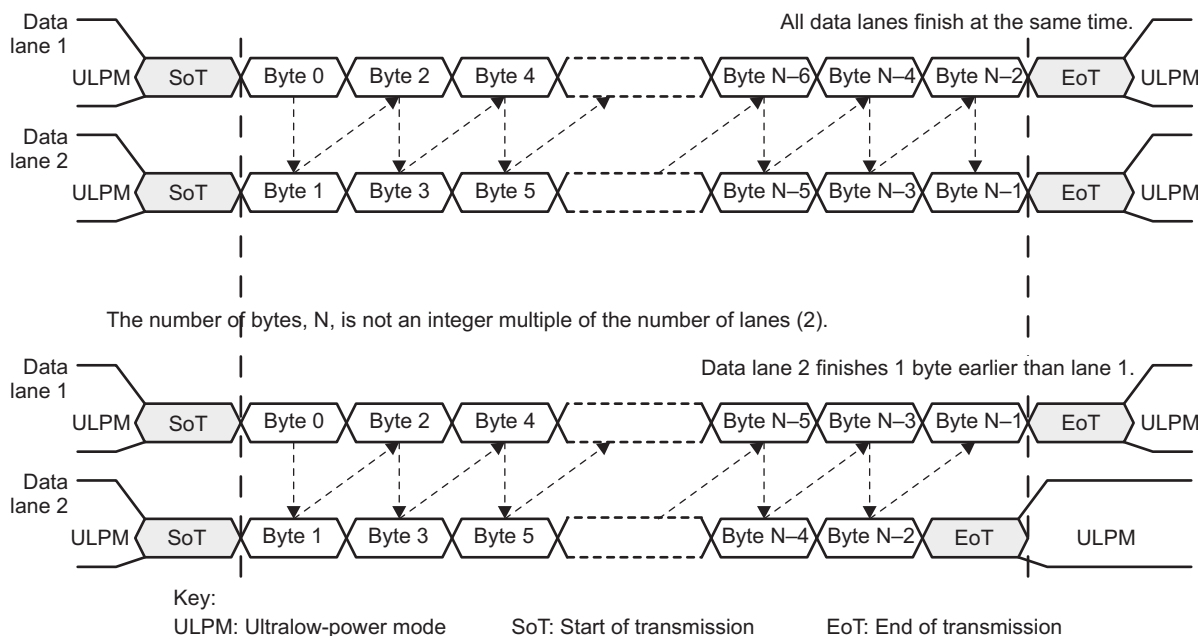 Data
lane 1
All data lanes finish at the same time.
ULPM SoT Byte 0 Byte 2 Byte 4 Byte N–6 Byte N–4 Byte N–2 EoT ULPM
Data
lane 2
ULPM SoT Byte 1 Byte 3 Byte 5 Byte N–5 Byte N–3 Byte N–1 EoT ULPM
The number of bytes, N, is not an integer multiple of the number of lanes (2).
Data
lane 1
Data lane 2 finishes 1 byte earlier than lane 1.
ULPM SoT Byte 0 Byte 2 Byte 4 Byte N–5 Byte N–3 Byte N–1 EoT ULPM
Data
lane 2
ULPM SoT Byte 1 Byte 3 Byte 5 Byte N–4 Byte N–2 EoT ULPM
Key:
ULPM: Ultralow-power mode SoT: Start of transmission EoT: End of transmission